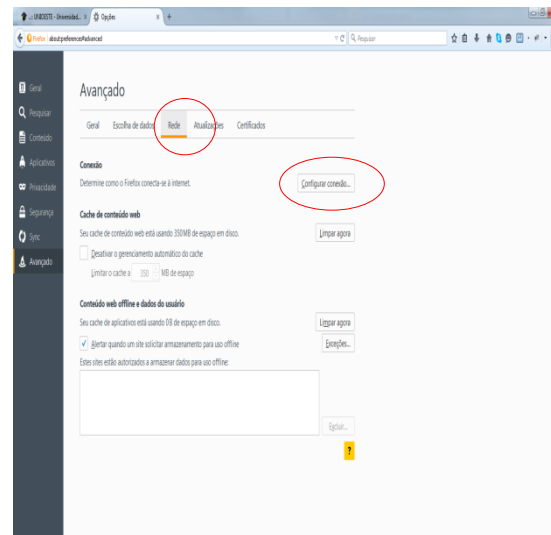 .: UNIOESTE - Universidad... × Opções × +
Firefox about:preferences#advanced
Pesquisar
Geral
Pesquisar
Conteúdo
Aplicativos
Privacidade
Segurança
Sync
Avançado
Avançado
Geral Escolha de dados Rede Atualizações Certificados
Conexão
Determine como o Firefox conecta-se à internet. Configurar conexão...
Cache de conteúdo web
Seu cache de conteúdo web está usando 350 MB de espaço em disco. Limpar agora
Desativar o gerenciamento automático do cache
Limitar o cache a 350 MB de espaço
Conteúdo web offline e dados do usuário
Seu cache de aplicativos está usando 0B de espaço em disco. Limpar agora
Alertar quando um site solicitar armazenamento para uso offline Exceções...
Estes sites estão autorizados a armazenar dados para uso offline:
Excluir...
?